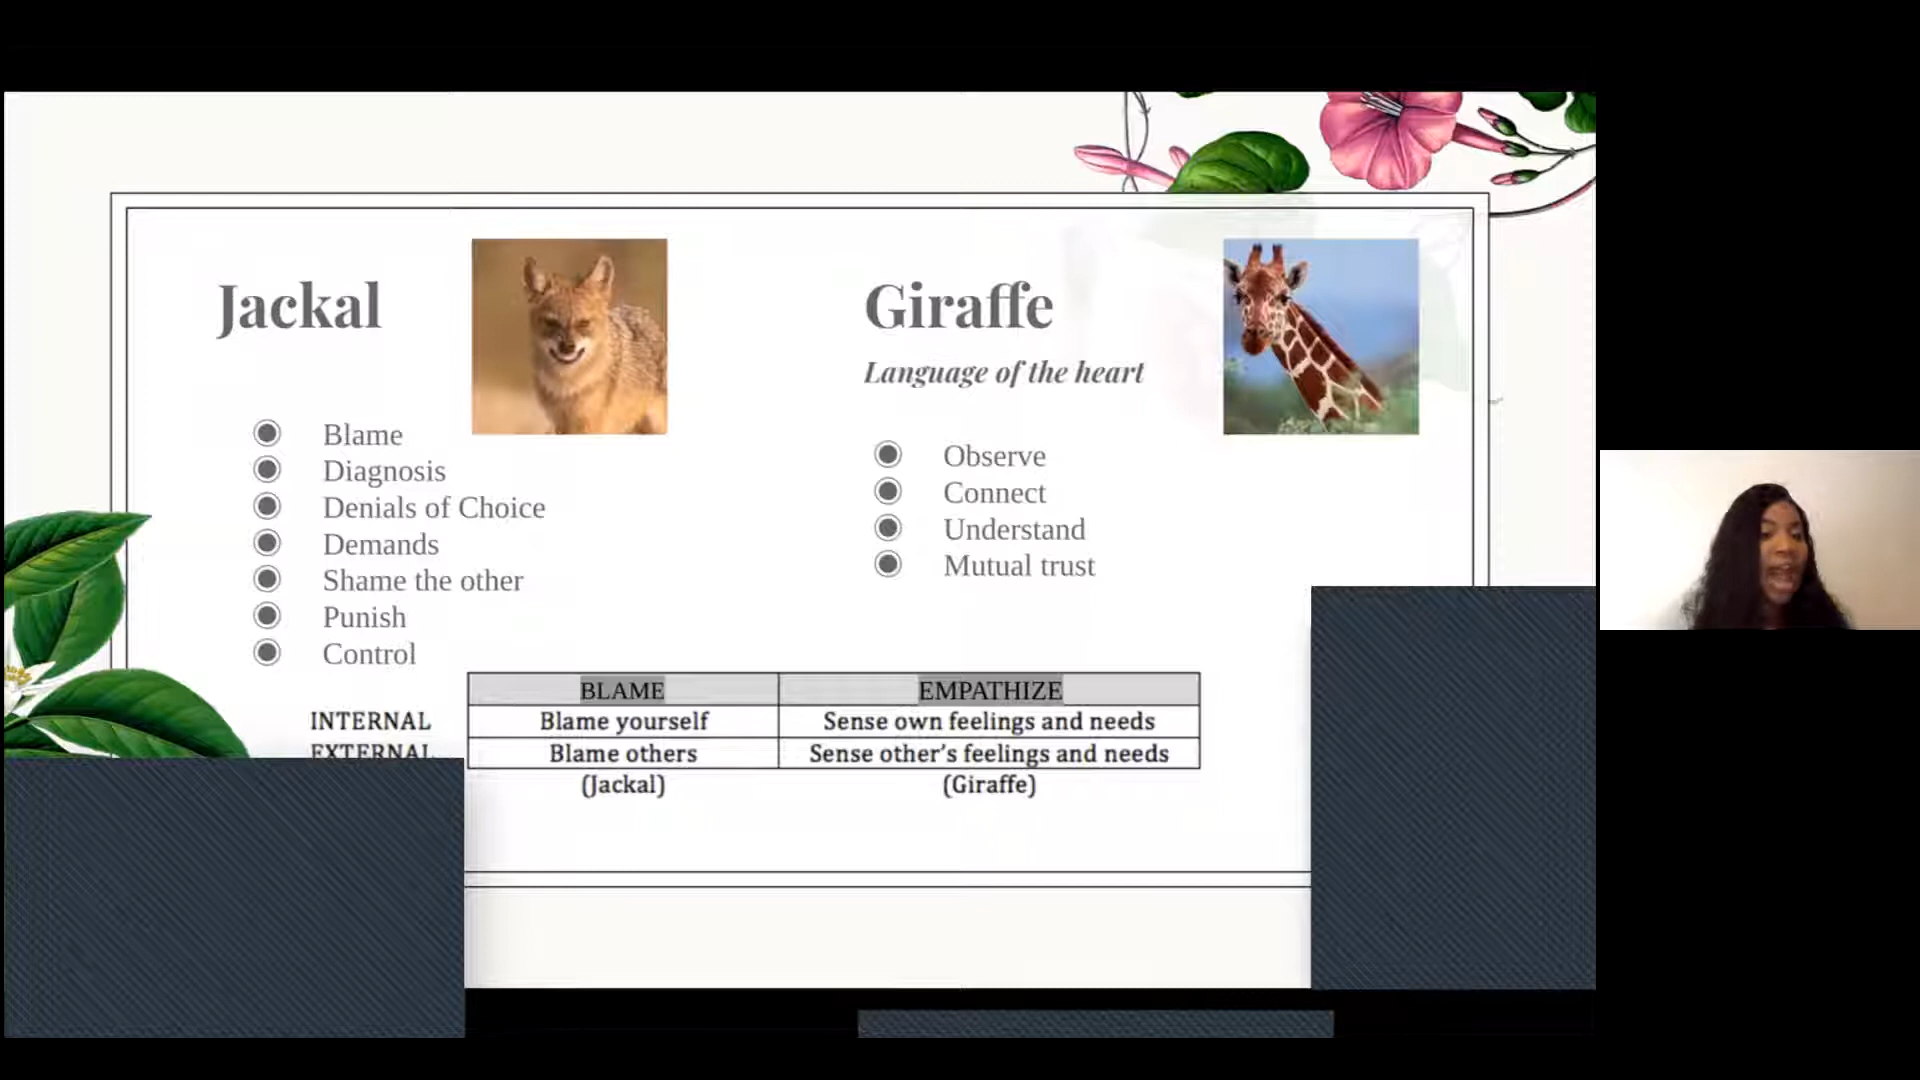 Jackal
Blame
Diagnosis
Denials of Choice
Demands
Shame the other
Punish
Control
Giraffe
Language of the heart
Observe
Connect
Understand
Mutual trust
BLAME EMPATHIZE
INTERNAL Blame yourself Sense own feelings and needs
EXTERNAL Blame others Sense other's feelings and needs
(Jackal) (Giraffe)